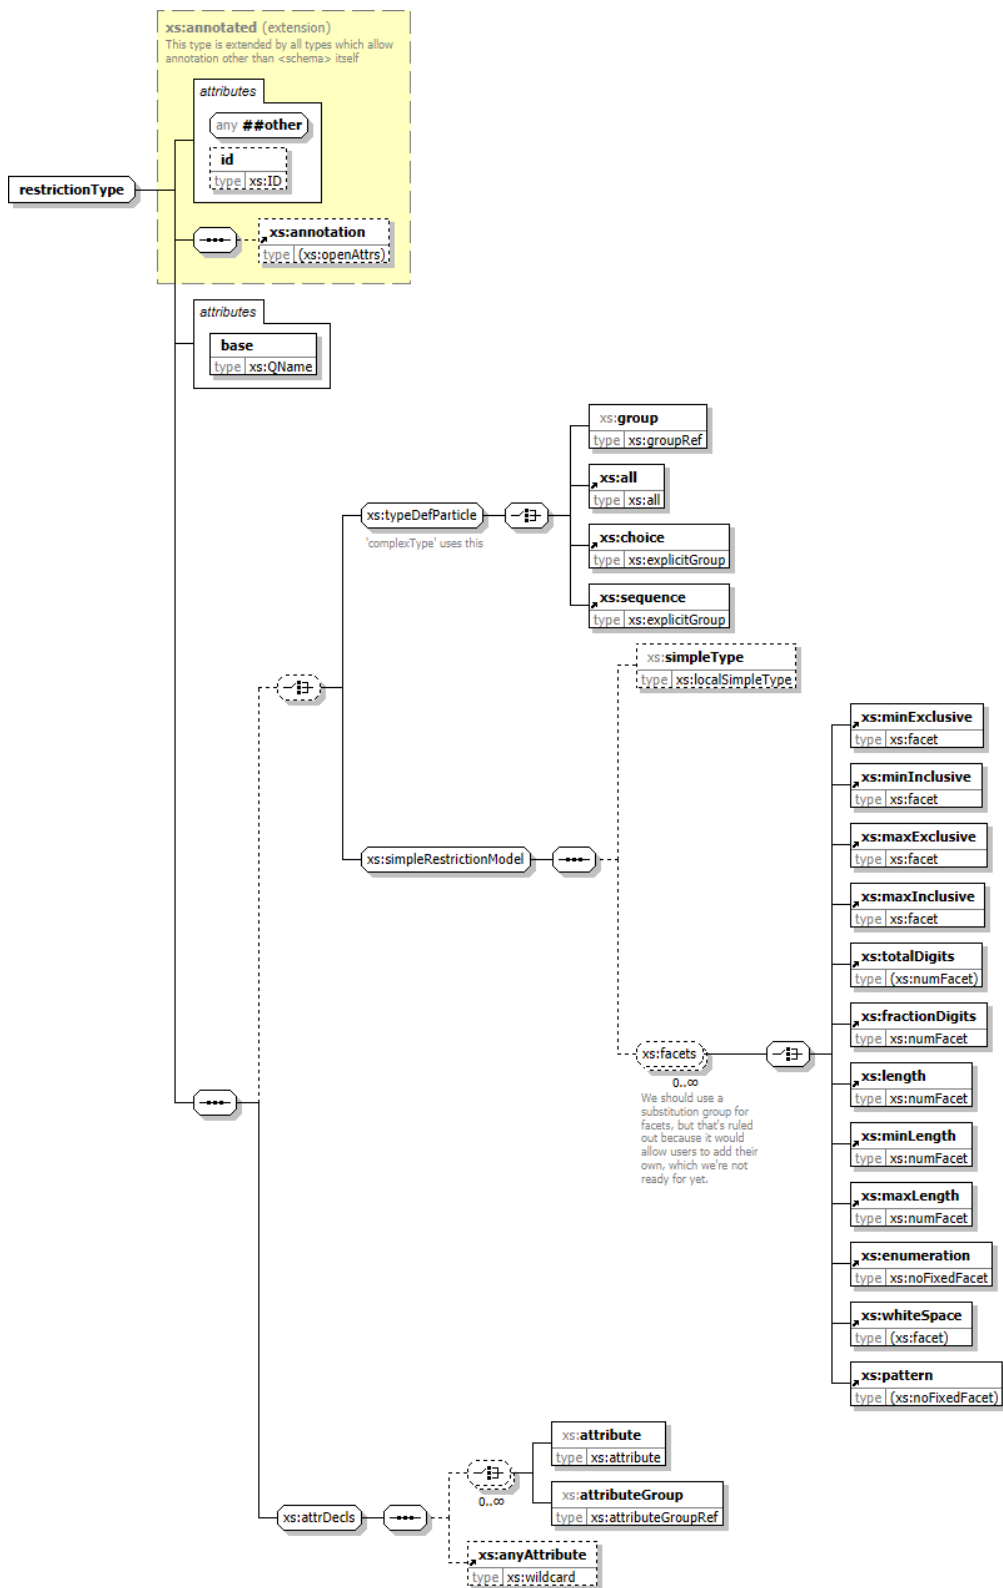 xs:annotated (extension)
This type is extended by all types which allow
annotation other than <schema> itself
attributes
any ##other
id
type xs:ID
restrictionType
xs:annotation
type (xs:openAttrs)
attributes
base
type xs:QName
xs:group
type xs:groupRef
xs:all
type xs:all
xs:typeDefParticle
'complexType' uses this
xs:choice
type xs:explicitGroup
xs:sequence
type xs:explicitGroup
xs:simpleType
type xs:localSimpleType
xs:minExclusive
type xs:facet
xs:minInclusive
type xs:facet
xs:maxExclusive
type xs:facet
xs:simpleRestrictionModel
xs:maxInclusive
type xs:facet
xs:totalDigits
type (xs:numFacet)
xs:fractionDigits
type xs:numFacet
xs:facets
0..∞
We should use a
substitution group for
facets, but that's ruled
out because it would
allow users to add their
own, which we're not
ready for yet.
xs:length
type xs:numFacet
xs:minLength
type xs:numFacet
xs:maxLength
type xs:numFacet
xs:enumeration
type xs:noFixedFacet
xs:whiteSpace
type (xs:facet)
xs:pattern
type (xs:noFixedFacet)
xs:attribute
type xs:attribute
0..∞
xs:attributeGroup
type xs:attributeGroupRef
xs:attrDecls
xs:anyAttribute
type xs:wildcard